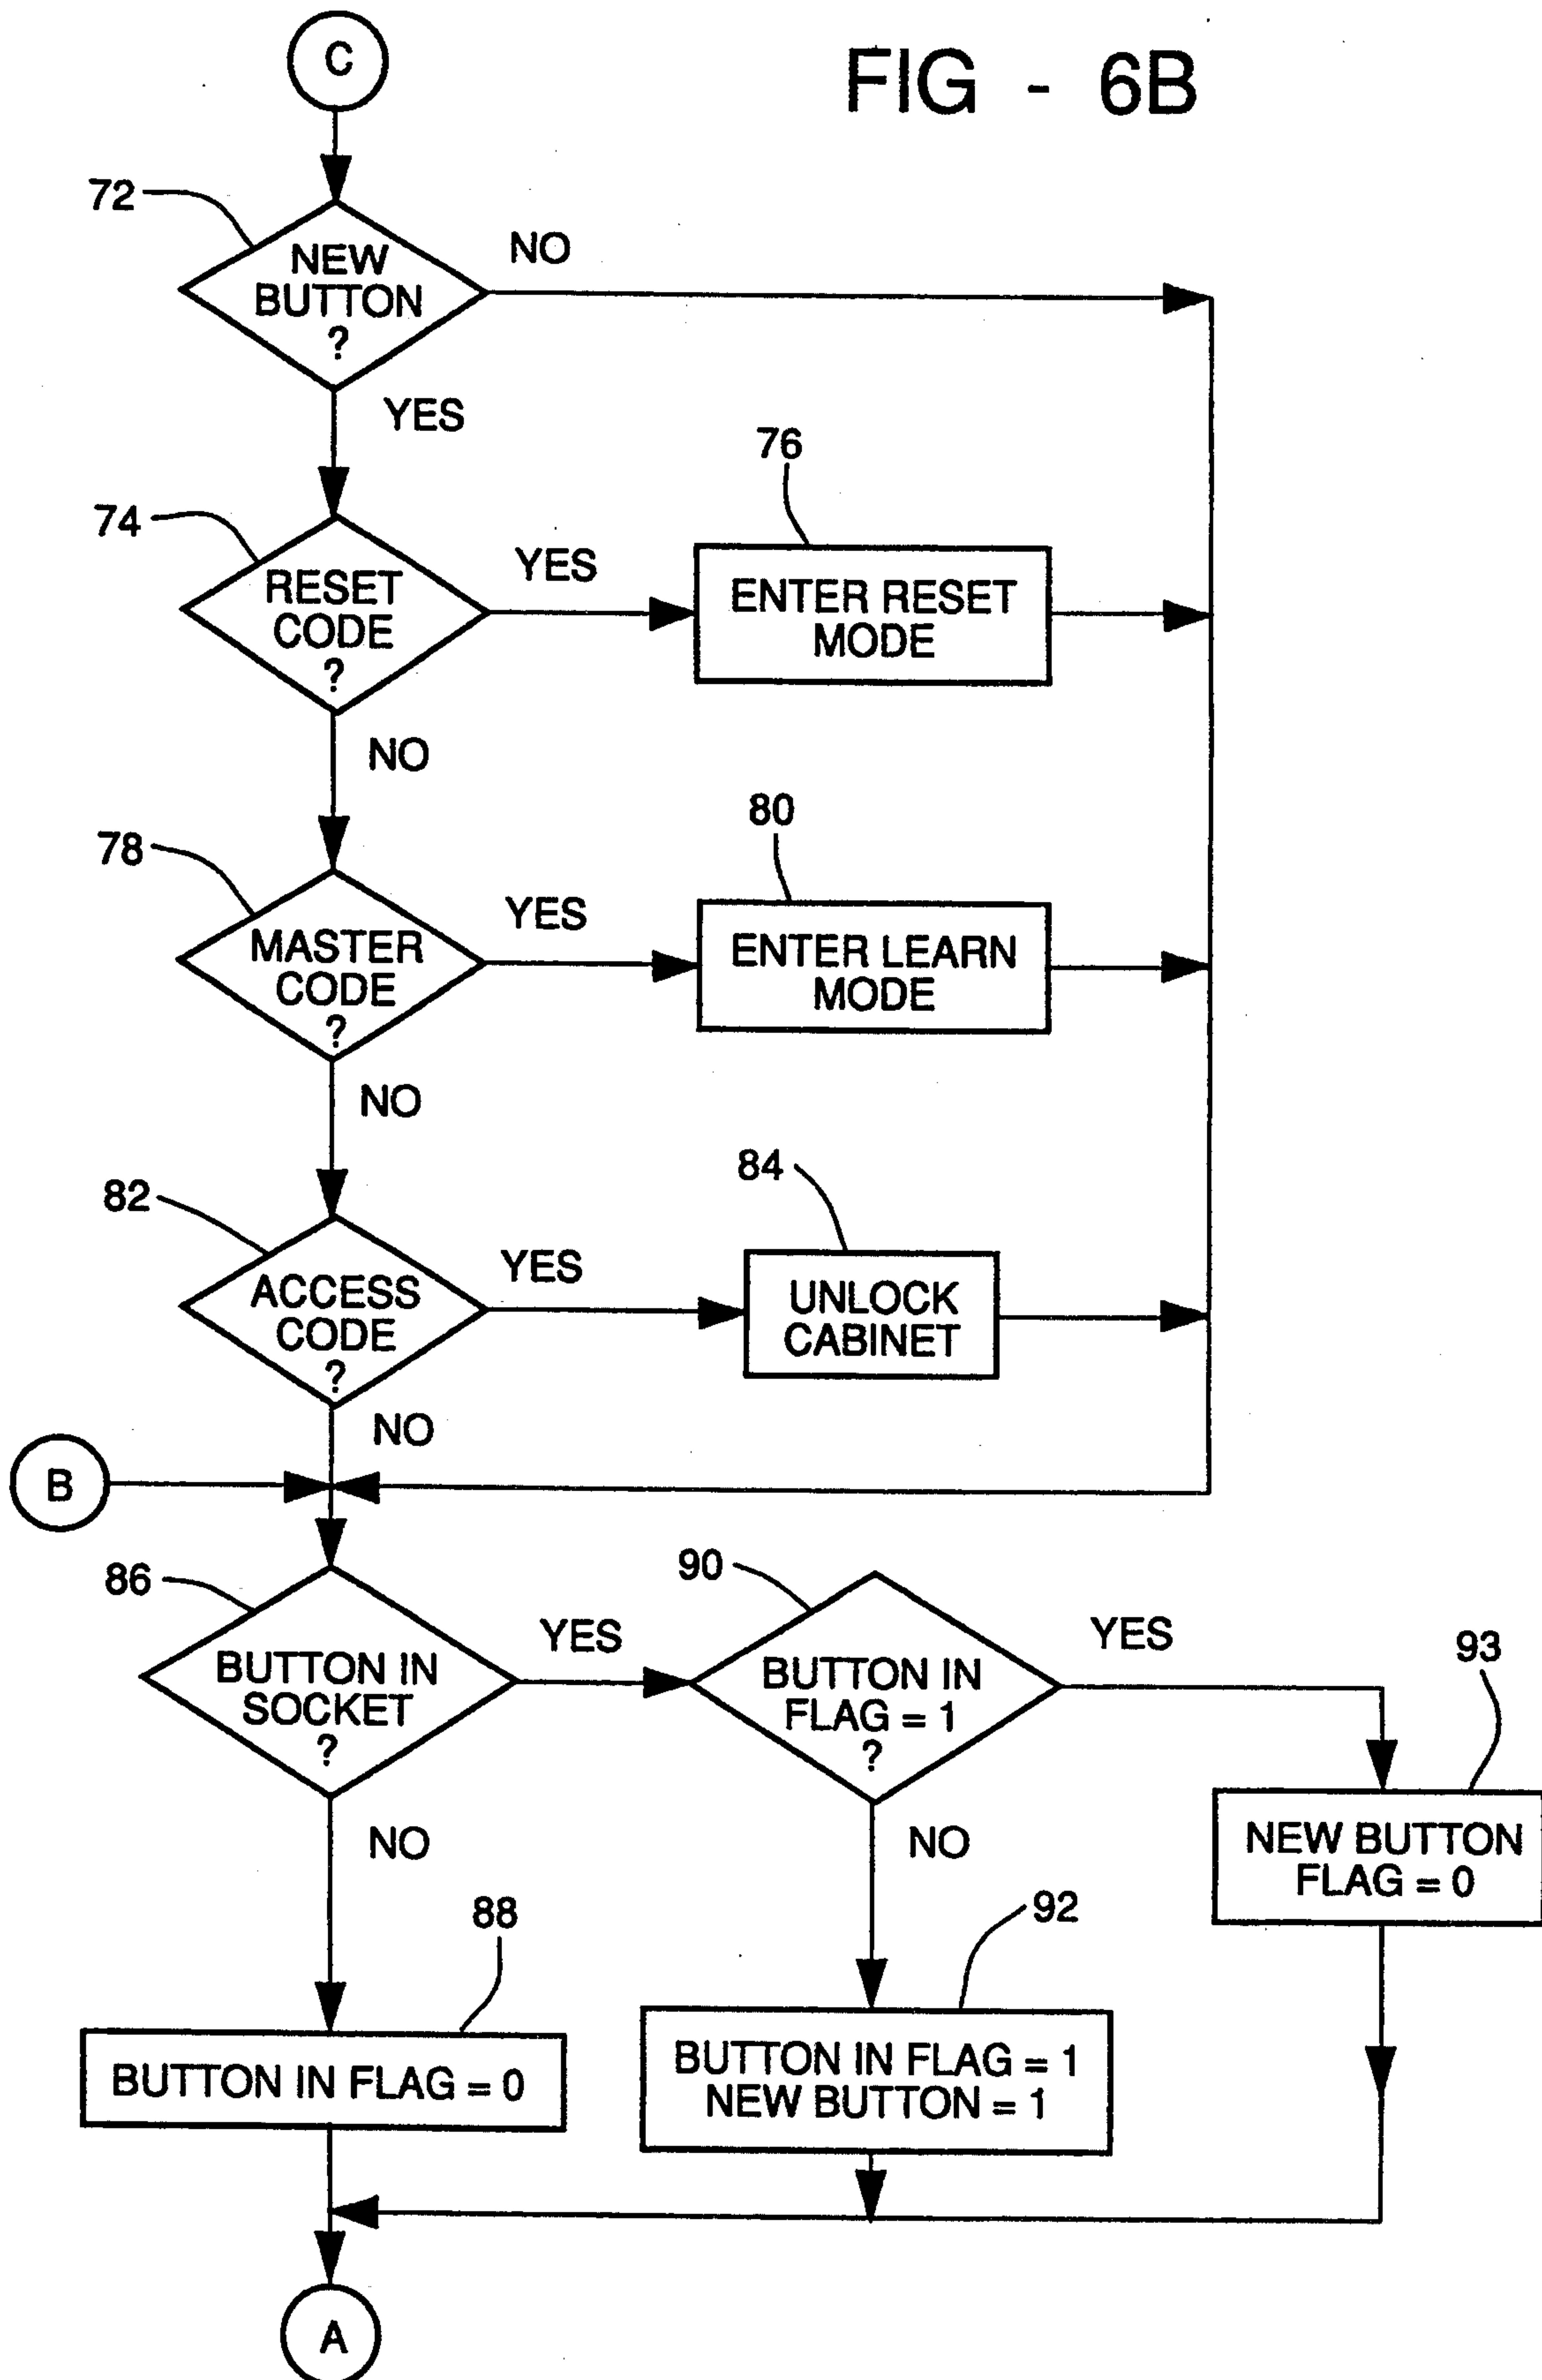 C
FIG - 6B
72
NEW
BUTTON
?
NO
YES
74
RESET
CODE
?
YES
76
ENTER RESET
MODE
NO
78
MASTER
CODE
?
YES
80
ENTER LEARN
MODE
NO
82
ACCESS
CODE
?
YES
84
UNLOCK
CABINET
NO
B
86
BUTTON IN
SOCKET
?
YES
90
BUTTON IN
FLAG = 1
?
YES
93
NEW BUTTON
FLAG = 0
NO
88
BUTTON IN FLAG = 0
NO
92
BUTTON IN FLAG = 1
NEW BUTTON = 1
A